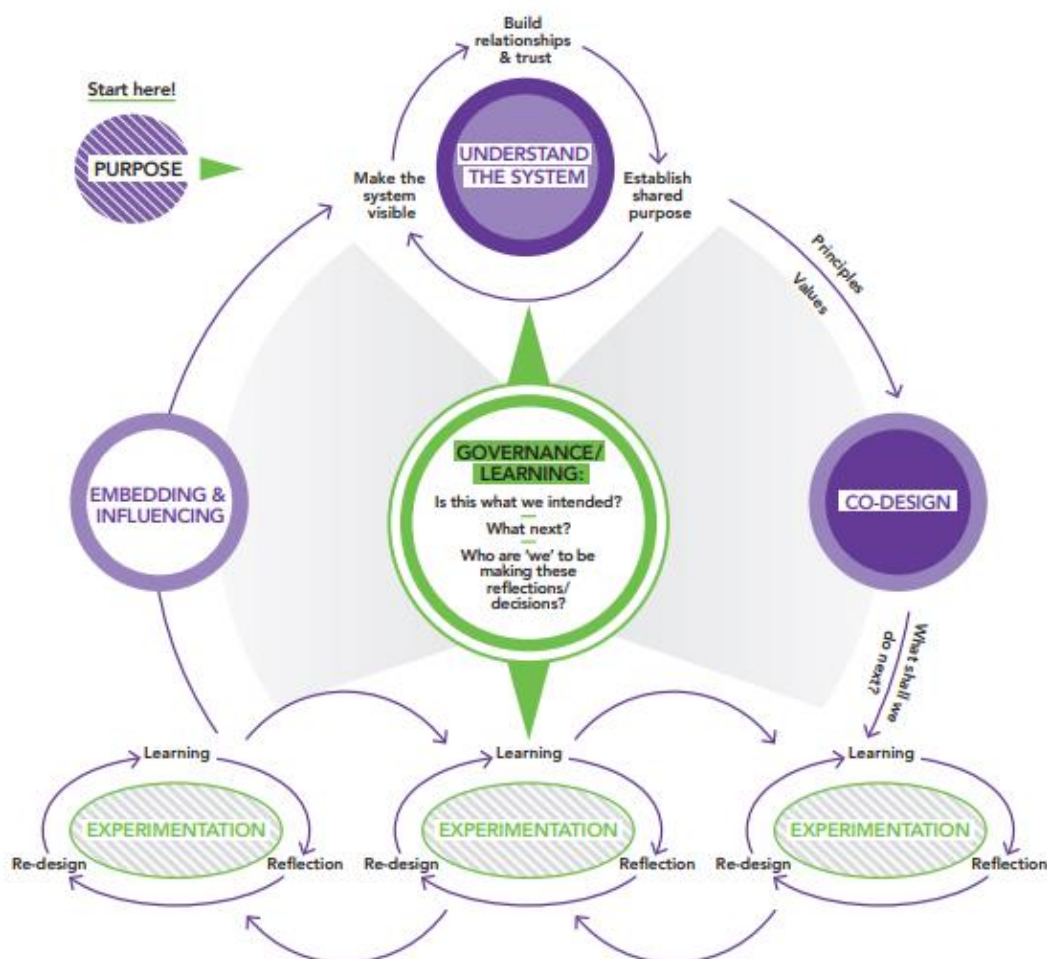 Start here!
PURPOSE
Build
relationships
& trust
UNDERSTAND
THE SYSTEM
Make the
system
visible
Establish
shared
purpose
Principles
Values
GOVERNANCE/
LEARNING:
Is this what we intended?
What next?
Who are ‘we’ to be
making these
reflections/
decisions?
EMBEDDING &
INFLUENCING
CO-DESIGN
What shall we
do next?
Learning
EXPERIMENTATION
Re-design
Reflection
Learning
EXPERIMENTATION
Re-design
Reflection
Learning
EXPERIMENTATION
Re-design
Reflection